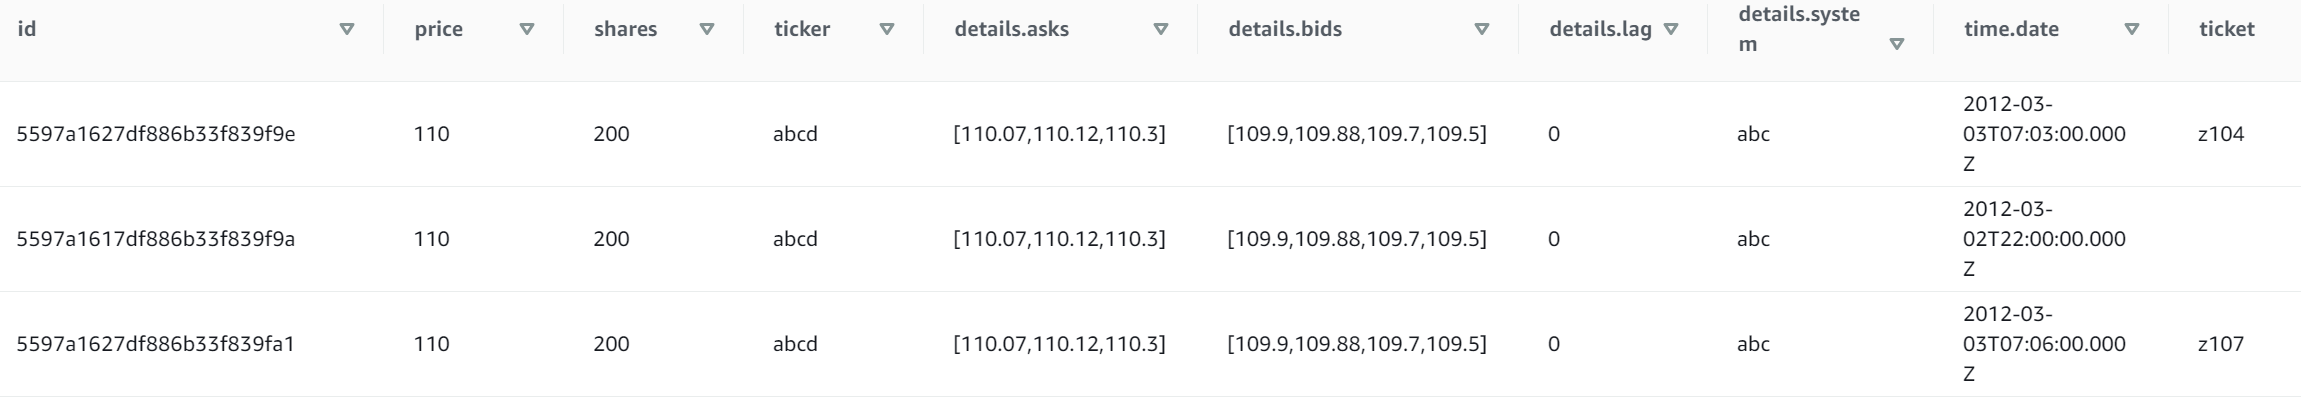 id price shares ticker details.asks details.bids details.lag details.syste time.date ticket
m
2012-03-
5597a1627df886b33f839f9e 110 200 abcd [110.07,110.12,110.3] [109.9,109.88,109.7,109.5] 0 abc 03T07:03:00.000 z104
Z
2012-03-
5597a1617df886b33f839f9a 110 200 abcd [110.07,110.12,110.3] [109.9,109.88,109.7,109.5] 0 abc 02T22:00:00.000
Z
2012-03-
5597a1627df886b33f839fa1 110 200 abcd [110.07,110.12,110.3] [109.9,109.88,109.7,109.5] 0 abc 03T07:06:00.000 z107
Z